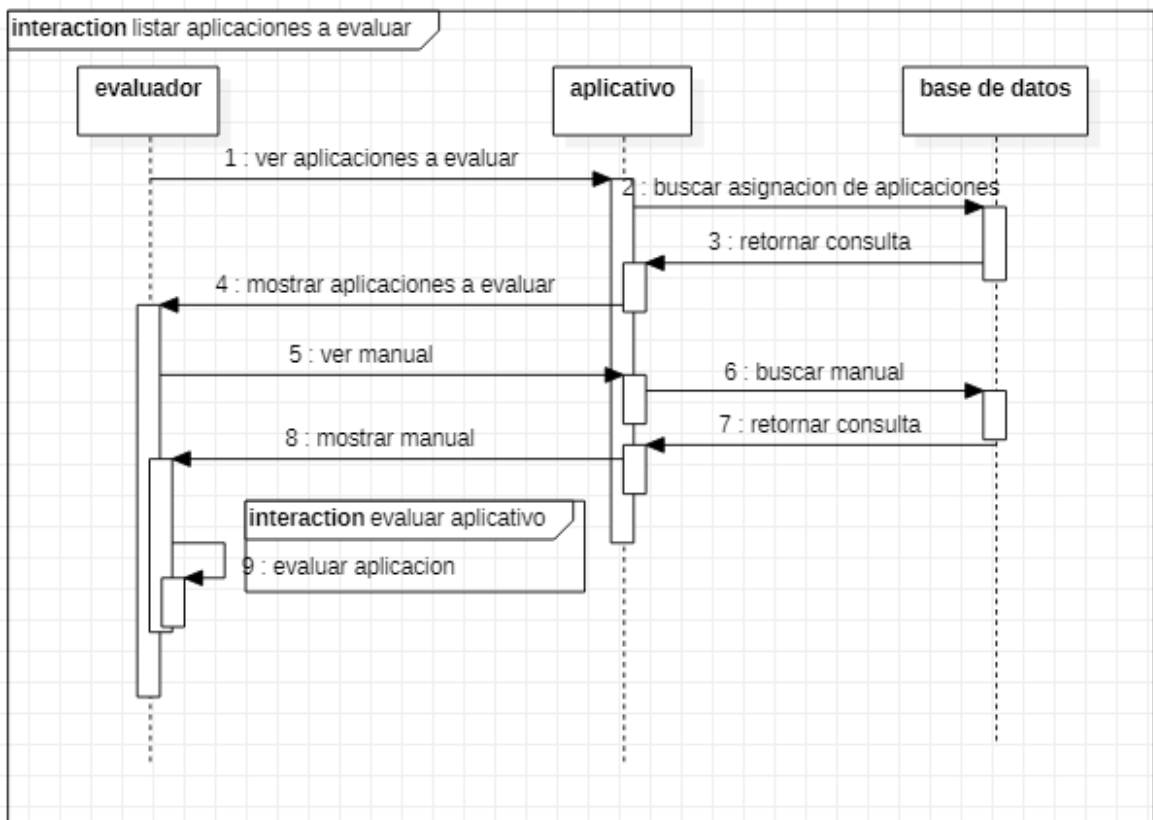 interaction listar aplicaciones a evaluar
evaluador
aplicativo
base de datos
1 : ver aplicaciones a evaluar
2 : buscar asignacion de aplicaciones
3 : retornar consulta
4 : mostrar aplicaciones a evaluar
5 : ver manual
6 : buscar manual
7 : retornar consulta
8 : mostrar manual
interaction evaluar aplicativo
9 : evaluar aplicacion